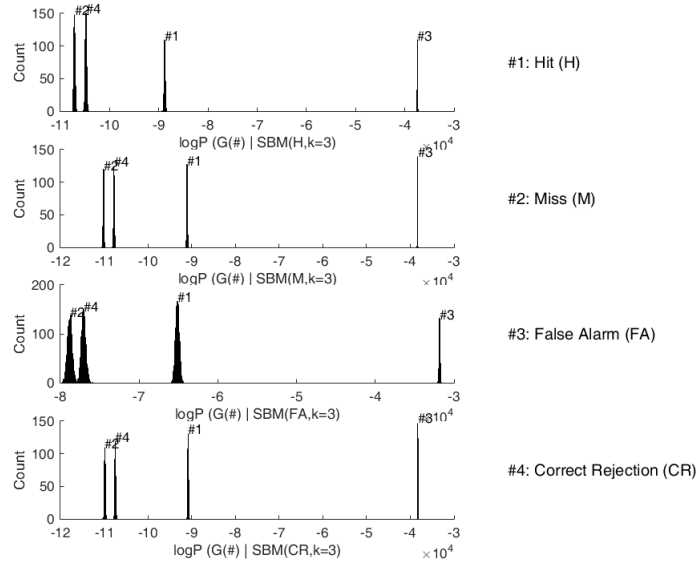 150
#2 #4
#1
#3
100
Count
50
0
-11 -10 -9 -8 -7 -6 -5 -4 -3
logP (G(#) | SBM(H,k=3)
×10^4
#1: Hit (H)
150
#2
#4
#1
#3
100
Count
50
0
-12 -11 -10 -9 -8 -7 -6 -5 -4 -3
logP (G(#) | SBM(M,k=3)
×10^4
#2: Miss (M)
200
#2 #4
#1
#3
100
Count
0
-8 -7 -6 -5 -4 -3
logP (G(#) | SBM(FA,k=3)
×10^4
#3: False Alarm (FA)
150
#2
#4
#1
#3
100
Count
50
0
-12 -11 -10 -9 -8 -7 -6 -5 -4 -3
logP (G(#) | SBM(CR,k=3)
×10^4
#4: Correct Rejection (CR)